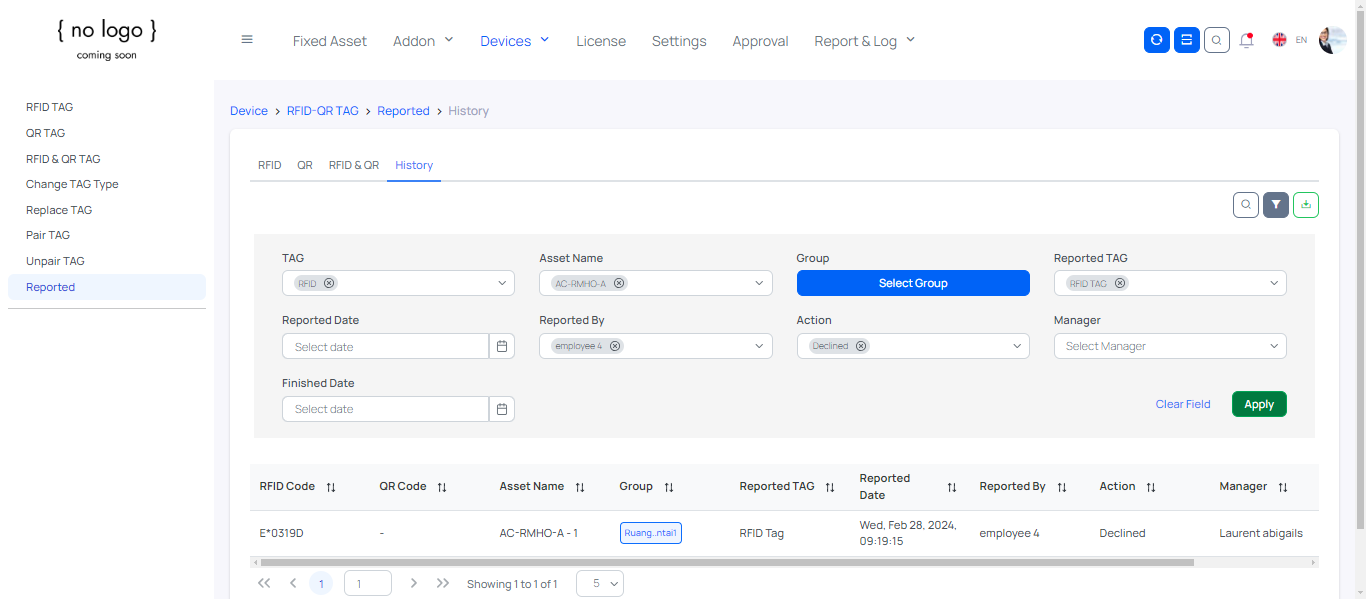 { no logo }
coming soon
Fixed Asset Addon Devices License Settings Approval Report & Log EN
RFID TAG
QR TAG
RFID & QR TAG
Change TAG Type
Replace TAG
Pair TAG
Unpair TAG
Reported
Device > RFID-QR TAG > Reported > History
RFID QR RFID & QR History
TAG Asset Name Group Reported TAG
RFID AC-RMHO-A Select Group RFID TAG
Reported Date Reported By Action Manager
Select date employee 4 Declined Select Manager
Finished Date
Select date Clear Field Apply
RFID Code QR Code Asset Name Group Reported TAG Reported Date Reported By Action Manager
E*0319D - AC-RMHO-A - 1 Ruang..ntai1 RFID Tag Wed, Feb 28, 2024, 09:19:15 employee 4 Declined Laurent abigails
1 1 Showing 1 to 1 of 1 5